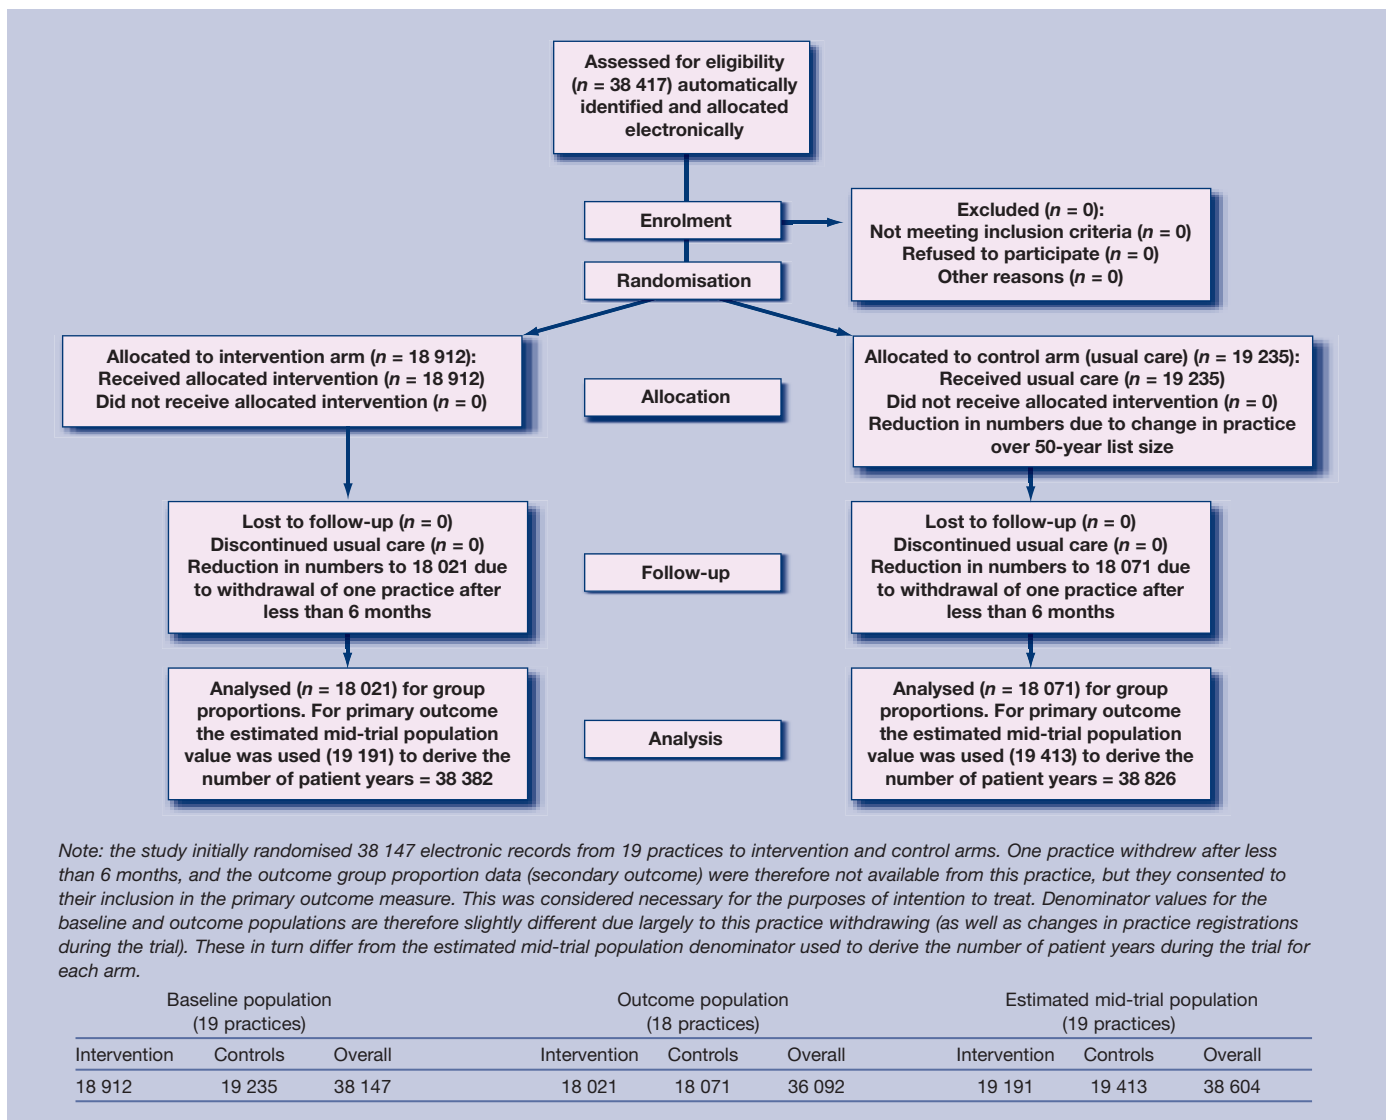 Assessed for eligibility
(n = 38 417) automatically
identified and allocated
electronically
Enrolment
Excluded (n = 0):
Not meeting inclusion criteria (n = 0)
Refused to participate (n = 0)
Other reasons (n = 0)
Randomisation
Allocated to intervention arm (n = 18 912):
Received allocated intervention (n = 18 912)
Did not receive allocated intervention (n = 0)
Allocation
Allocated to control arm (usual care) (n = 19 235):
Received usual care (n = 19 235)
Did not receive allocated intervention (n = 0)
Reduction in numbers due to change in practice
over 50-year list size
Lost to follow-up (n = 0)
Discontinued usual care (n = 0)
Reduction in numbers to 18 021 due
to withdrawal of one practice after
less than 6 months
Follow-up
Lost to follow-up (n = 0)
Discontinued usual care (n = 0)
Reduction in numbers to 18 071 due
to withdrawal of one practice after
less than 6 months
Analysed (n = 18 021) for group
proportions. For primary outcome
the estimated mid-trial population
value was used (19 191) to derive the
number of patient years = 38 382
Analysis
Analysed (n = 18 071) for group
proportions. For primary outcome
the estimated mid-trial population
value was used (19 413) to derive the
number of patient years = 38 826
Note: the study initially randomised 38 147 electronic records from 19 practices to intervention and control arms. One practice withdrew after less
than 6 months, and the outcome group proportion data (secondary outcome) were therefore not available from this practice, but they consented to
their inclusion in the primary outcome measure. This was considered necessary for the purposes of intention to treat. Denominator values for the
baseline and outcome populations are therefore slightly different due largely to this practice withdrawing (as well as changes in practice registrations
during the trial). These in turn differ from the estimated mid-trial population denominator used to derive the number of patient years during the trial for
each arm.
Baseline population Outcome population Estimated mid-trial population
(19 practices) (18 practices) (19 practices)
Intervention Controls Overall Intervention Controls Overall Intervention Controls Overall
18 912 19 235 38 147 18 021 18 071 36 092 19 191 19 413 38 604